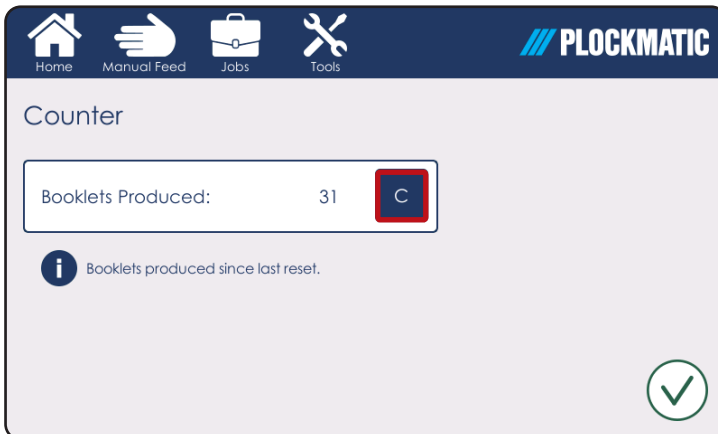 PLOCKMATIC
Home Manual Feed Jobs Tools
Counter
Booklets Produced: 31 C
i Booklets produced since last reset.